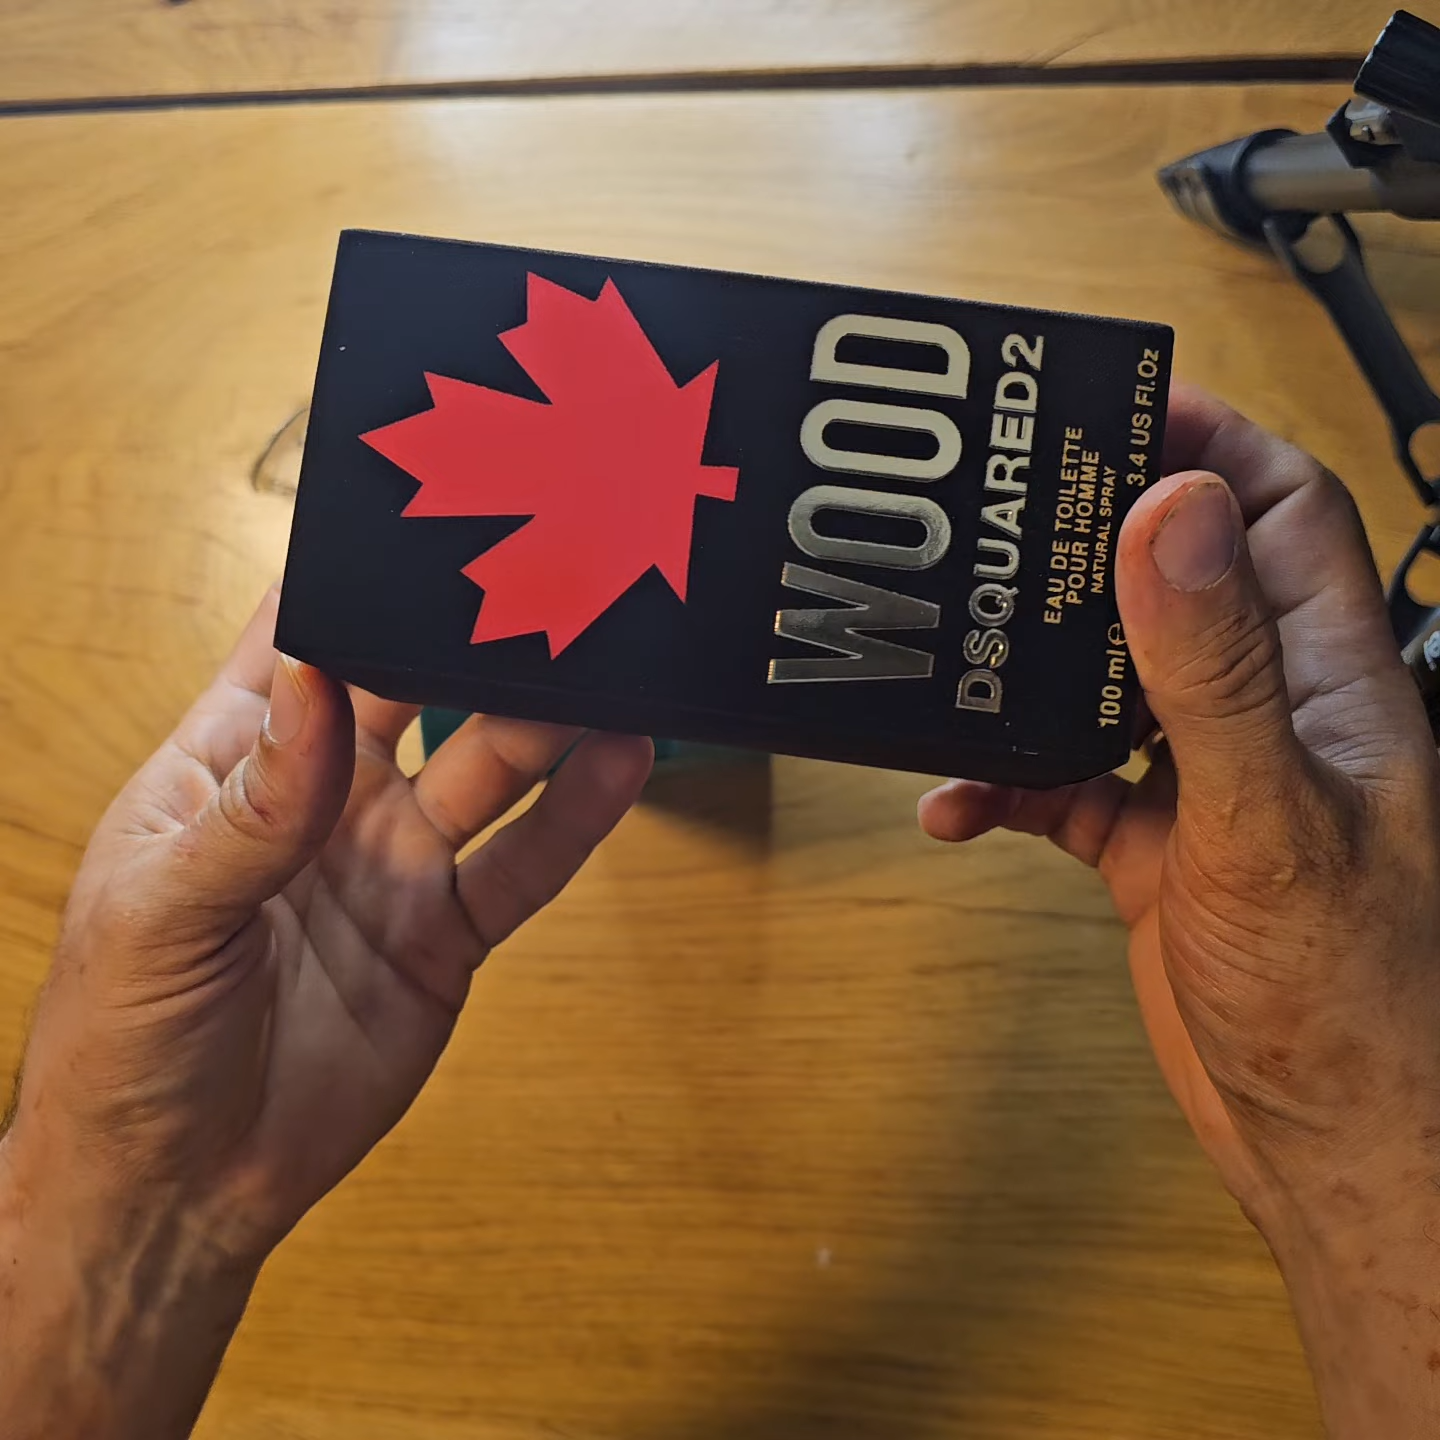 WOOD
DSQUARED2
EAU DE TOILETTE
POUR HOMME
NATURAL SPRAY
100 ml ℮ 3.4 US Fl.Oz